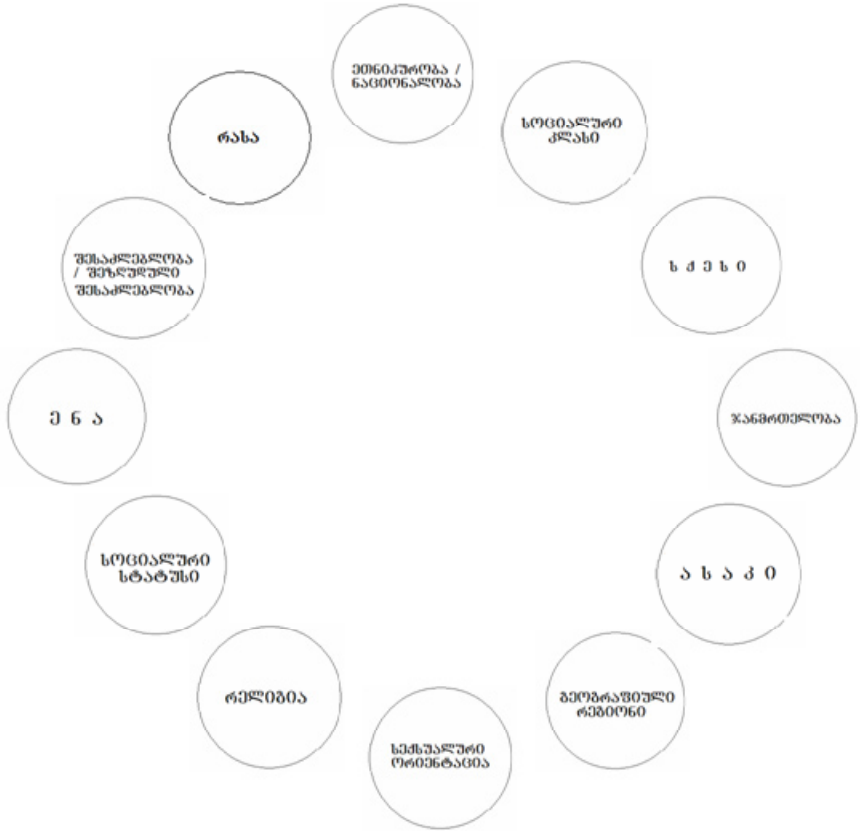 ეთნიკურობა /
ნაციონალობა
სოციალური
კლასი
ს ქ ე ს ი
ჯანმრთელობა
ა ს ა კ ი
გეოგრაფიული
რეგიონი
სექსუალური
ორიენტაცია
რელიგია
სოციალური
სტატუსი
ე ნ ა
შესაძლებლობა
/ შეზღუდული
შესაძლებლობა
რასა